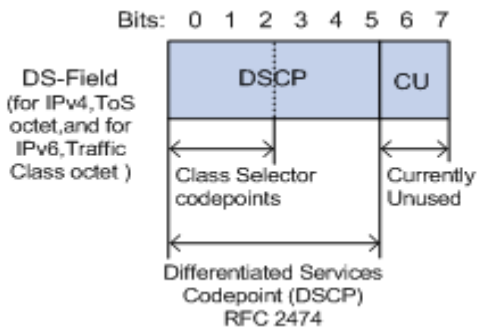 Bits: 0 1 2 3 4 5 6 7
DS-Field
(for IPv4,ToS
octet,and for
IPv6,Traffic
Class octet )
DSCP
CU
Class Selector
codepoints
Currently
Unused
Differentiated Services
Codepoint (DSCP)
RFC 2474